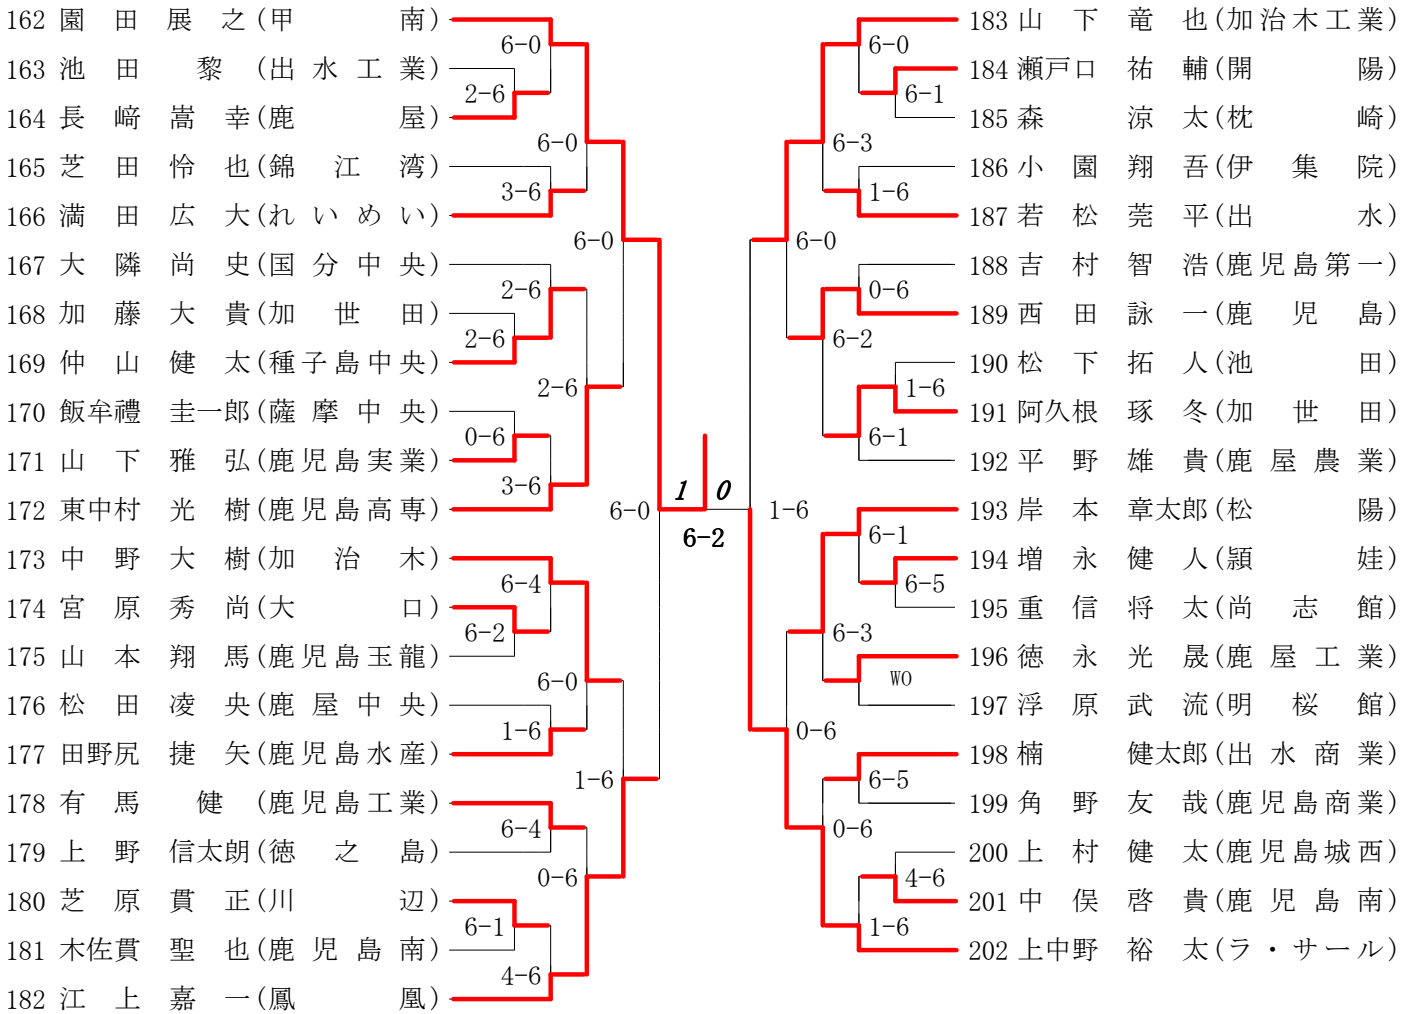 162 園田 展之 (甲南)
163 池田 黎 (出水工業)
164 長﨑 嵩幸 (鹿屋)
165 芝田 怜也 (錦江湾)
166 満田 広大 (れいめい)
167 大隣 尚史 (国分中央)
168 加藤 大貴 (加世田)
169 仲山 健太 (種子島中央)
170 飯牟禮 圭一郎 (薩摩中央)
171 山下 雅弘 (鹿児島実業)
172 東中村 光樹 (鹿児島高専)
173 中野 大樹 (加治木)
174 宮原 秀尚 (大口)
175 山本 翔馬 (鹿児島玉龍)
176 松田 凌央 (鹿屋中央)
177 田野尻 捷矢 (鹿児島水産)
178 有馬 健 (鹿児島工業)
179 上野 信太朗 (徳之島)
180 芝原 貫正 (川辺)
181 木佐貫 聖也 (鹿児島南)
182 江上 嘉一 (鳳凰)
6-0
2-6
6-0
3-6
6-0
2-6
2-6
2-6
0-6
3-6
6-0
6-4
6-2
6-0
1-6
1-6
6-4
0-6
6-1
4-6
1 0
6-2
183 山下 竜也 (加治木工業)
184 瀬戸口 祐輔 (開陽)
185 森 涼太 (枕崎)
186 小園 翔吾 (伊集院)
187 若松 莞平 (出水)
188 吉村 智浩 (鹿児島第一)
189 西田 詠一 (鹿児島)
190 松下 拓人 (池田)
191 阿久根 琢冬 (加世田)
192 平野 雄貴 (鹿屋農業)
193 岸本 章太郎 (松陽)
194 増永 健人 (頴娃)
195 重信 将太 (尚志館)
196 徳永 光晟 (鹿屋工業)
197 浮原 武流 (明桜館)
198 楠 健太郎 (出水商業)
199 角野 友哉 (鹿児島商業)
200 上村 健太 (鹿児島城西)
201 中俣 啓貴 (鹿児島南)
202 上中野 裕太 (ラ・サール)
6-0
6-1
6-3
1-6
6-0
0-6
6-2
1-6
6-1
1-6
6-1
6-5
6-3
WO
0-6
6-5
0-6
4-6
1-6